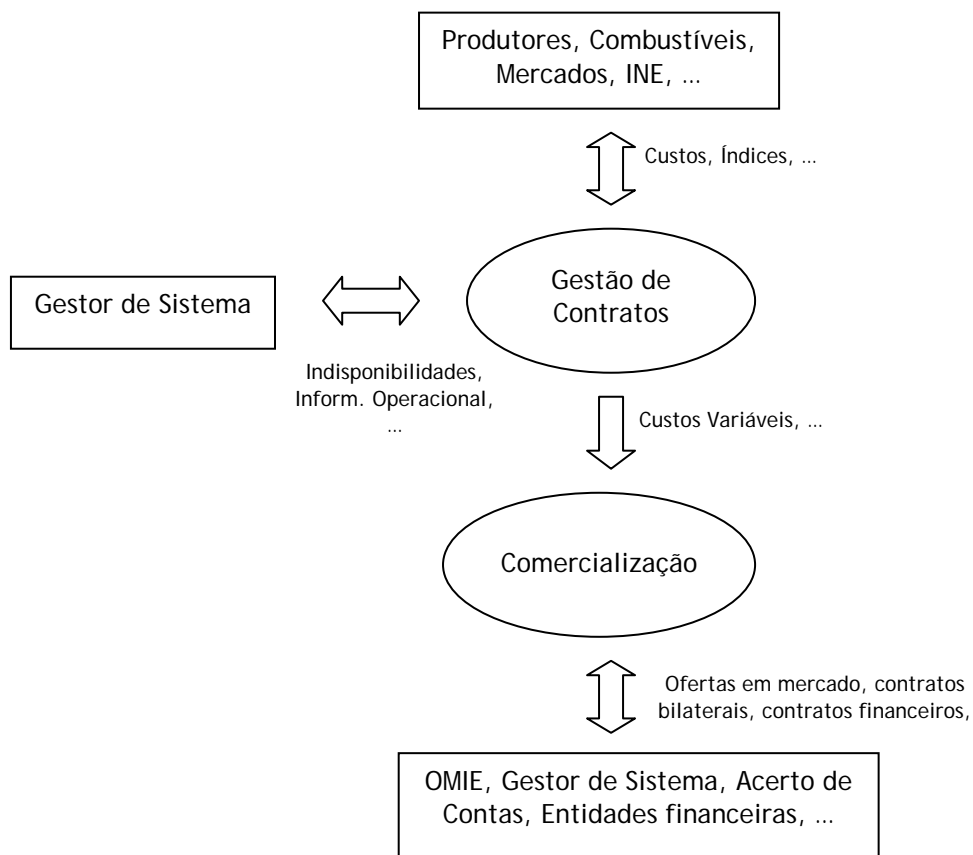 Produtores, Combustíveis,
Mercados, INE, ...
Custos, Índices, ...
Gestão de
Contratos
Gestor de Sistema
Indisponibilidades,
Inform. Operacional,
...
Custos Variáveis, ...
Comercialização
Ofertas em mercado, contratos
bilaterais, contratos financeiros,
OMIE, Gestor de Sistema, Acerto de
Contas, Entidades financeiras, ...